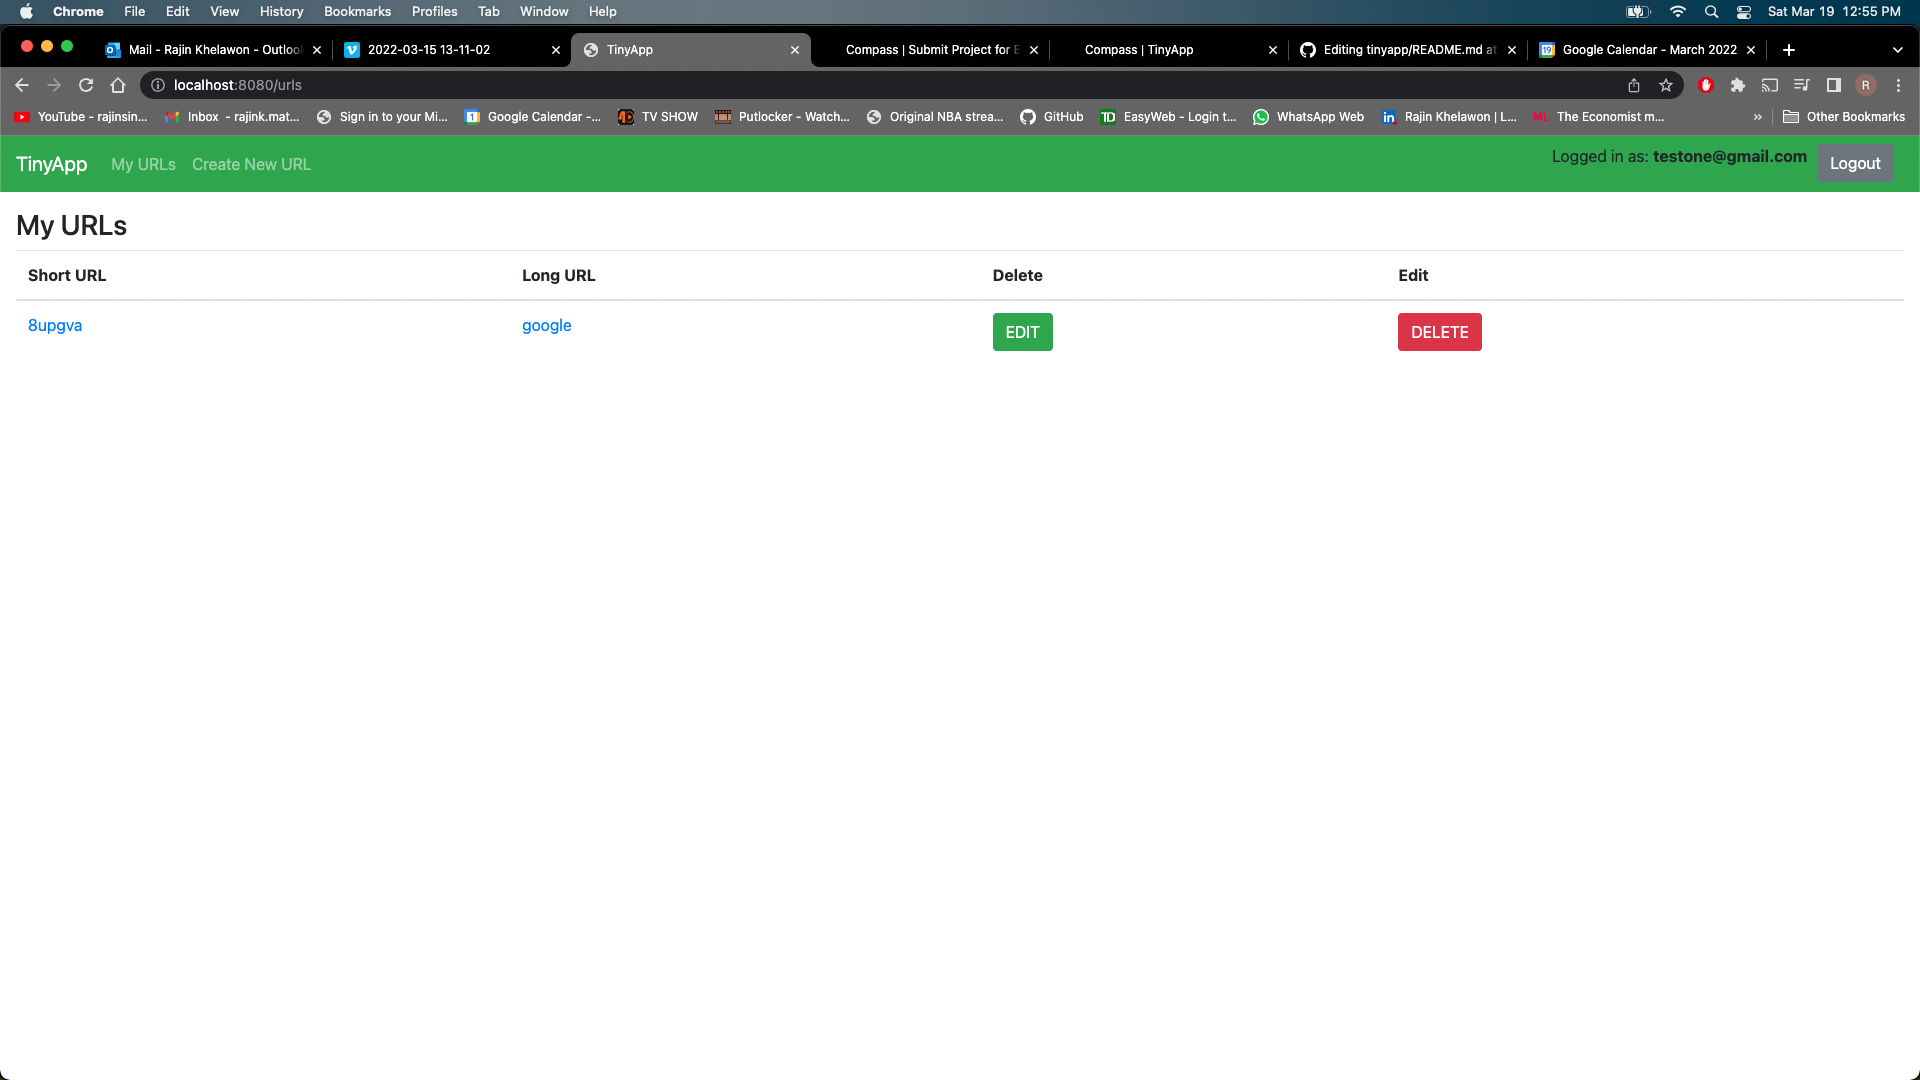 Chrome File Edit View History Bookmarks Profiles Tab Window Help Sat Mar 19 12:55 PM
Mail - Rajin Khelawon - Outloo 2022-03-15 13-11-02 TinyApp Compass | Submit Project for E Compass | TinyApp Editing tinyapp/README.md at Google Calendar - March 2022
localhost:8080/urls R
YouTube - rajinsin... Inbox - rajink.mat... Sign in to your Mi... Google Calendar -... TV SHOW Putlocker - Watch... Original NBA strea... GitHub EasyWeb - Login t... WhatsApp Web Rajin Khelawon | L... ML The Economist m... » Other Bookmarks
TinyApp My URLs Create New URL Logged in as: testone@gmail.com Logout
My URLs
Short URL Long URL Delete Edit
8upgva google EDIT DELETE